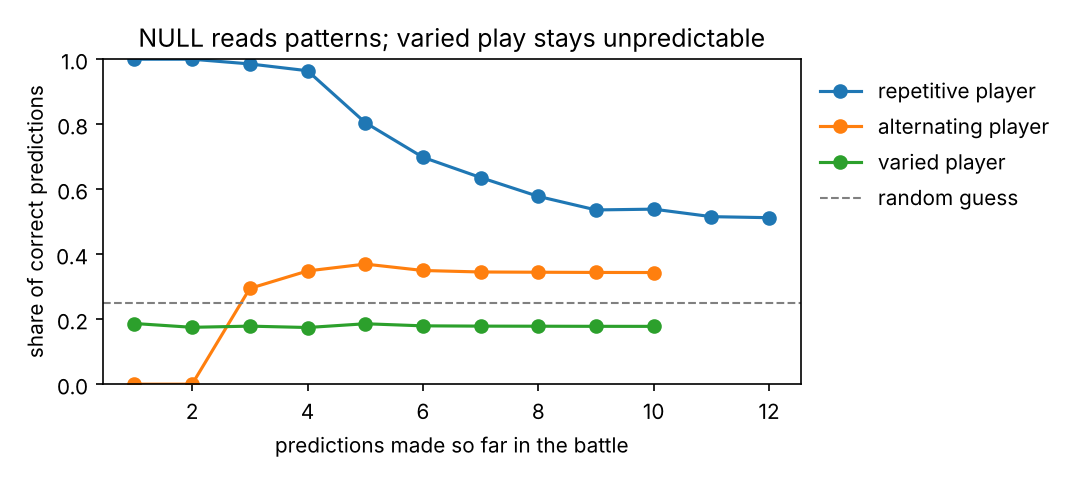 NULL reads patterns; varied play stays unpredictable
share of correct predictions
1.0
0.8
0.6
0.4
0.2
0.0
2 4 6 8 10 12
predictions made so far in the battle
repetitive player
alternating player
varied player
random guess